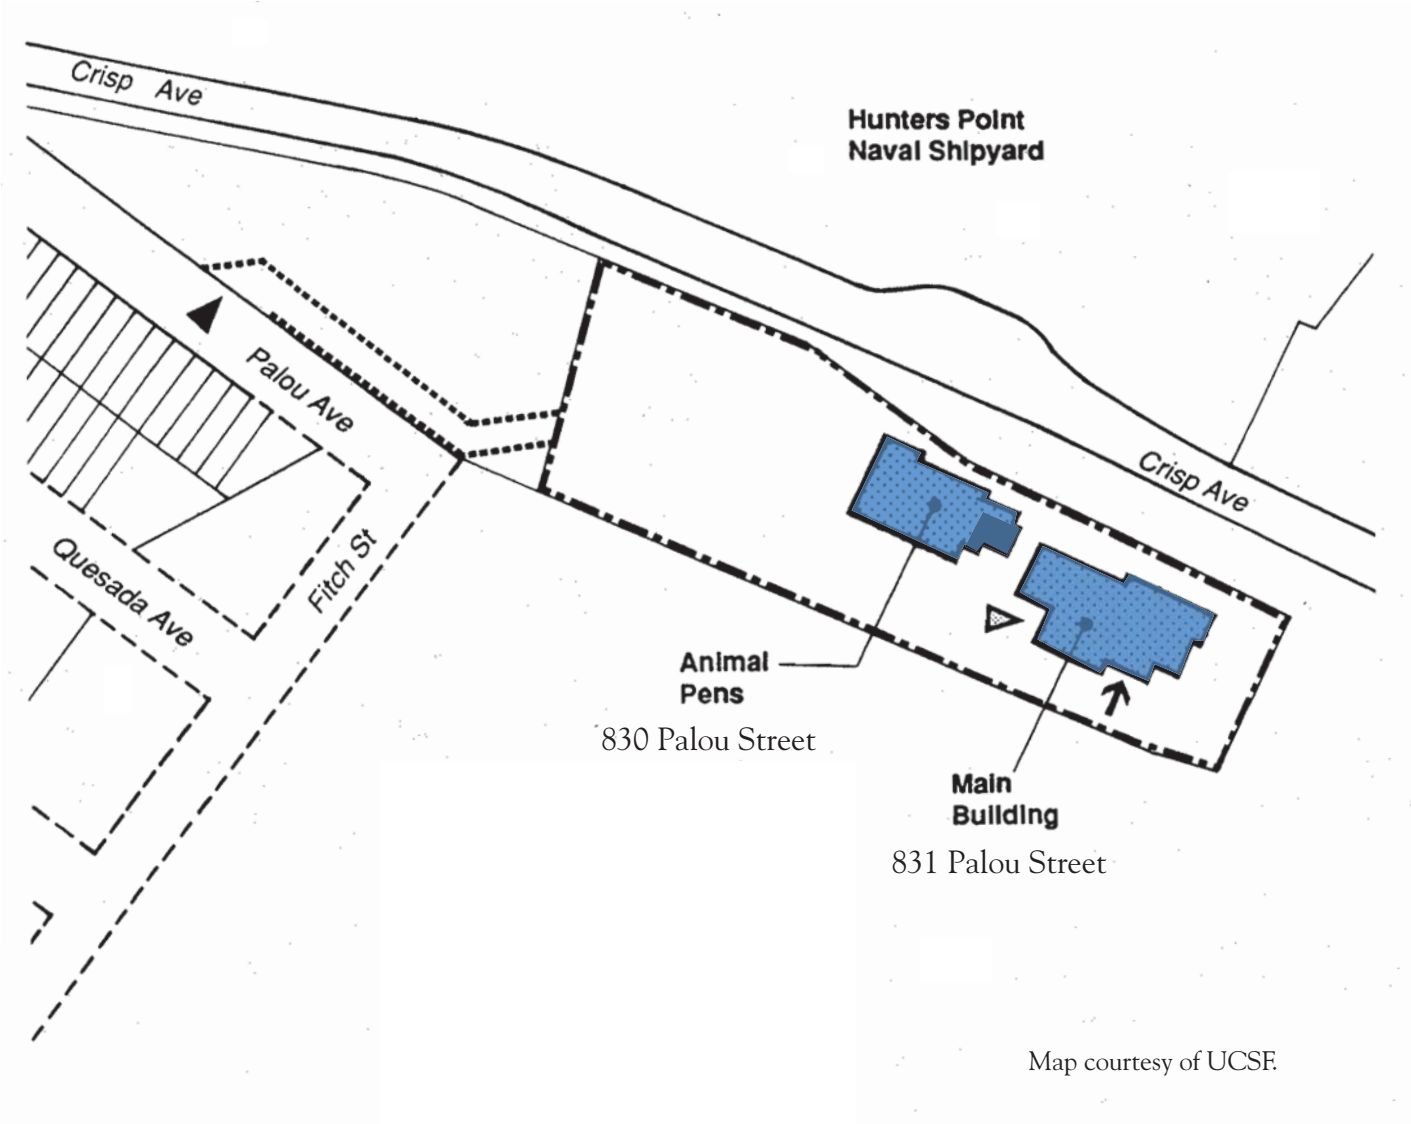 Crisp Ave
Hunters Point
Naval Shipyard
Palou Ave
Crisp Ave
Fitch St
Quesada Ave
Animal
Pens
830 Palou Street
Main
Building
831 Palou Street
Map courtesy of UCSF.